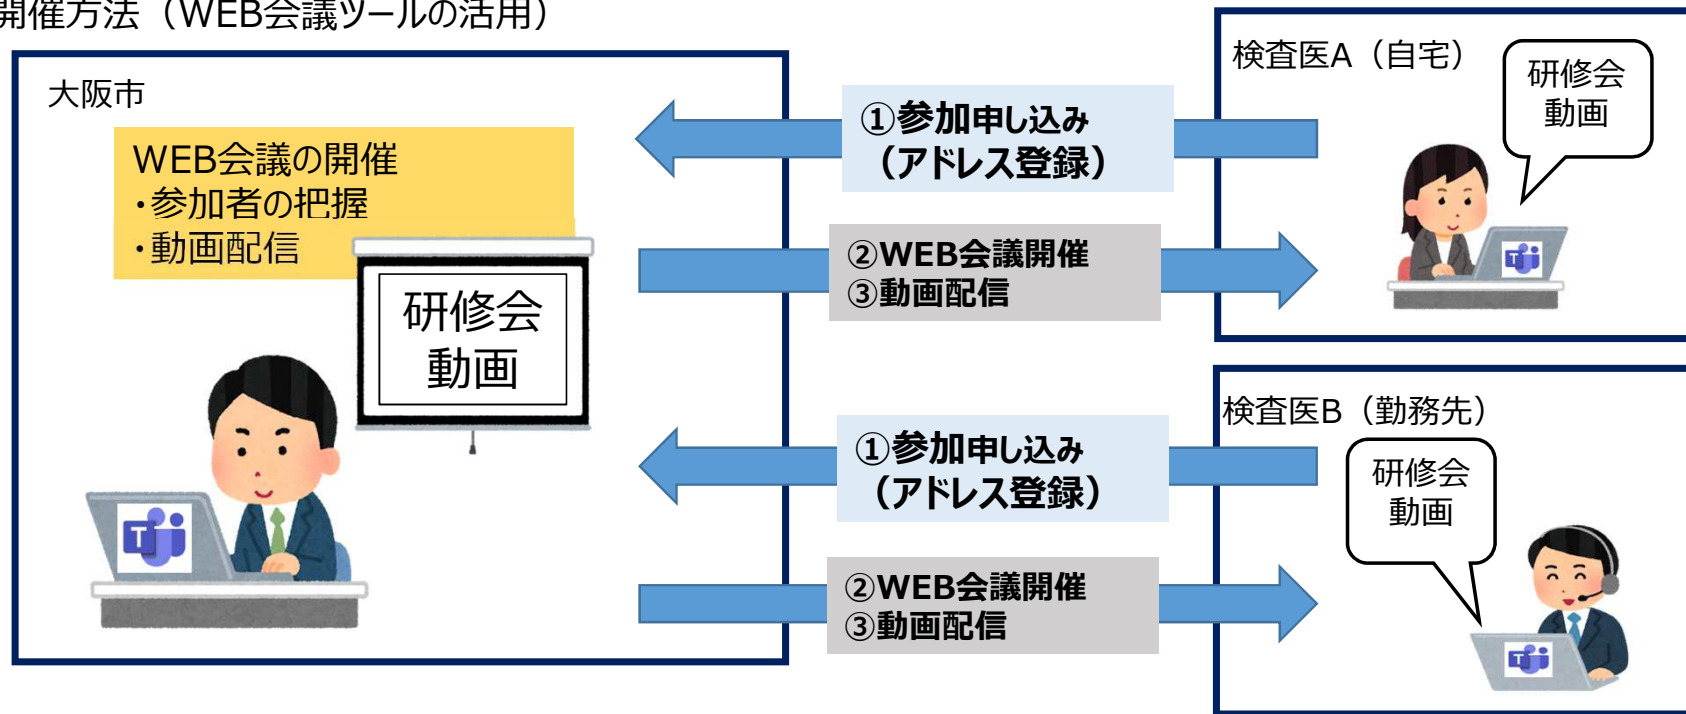 開催方法（WEB会議ツールの活用）
大阪市
WEB会議の開催
・参加者の把握
・動画配信
研修会
動画
①参加申し込み
（アドレス登録）
②WEB会議開催
③動画配信
検査医A（自宅）
研修会
動画
①参加申し込み
（アドレス登録）
②WEB会議開催
③動画配信
検査医B（勤務先）
研修会
動画
T
T
T